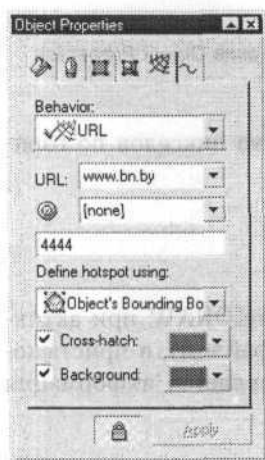 Object Properties
Behavior:
URL
URL: www.bn.by
(none)
4444
Define hotspot using:
Object's Bounding Bo
Cross-hatch:
Background:
Apply